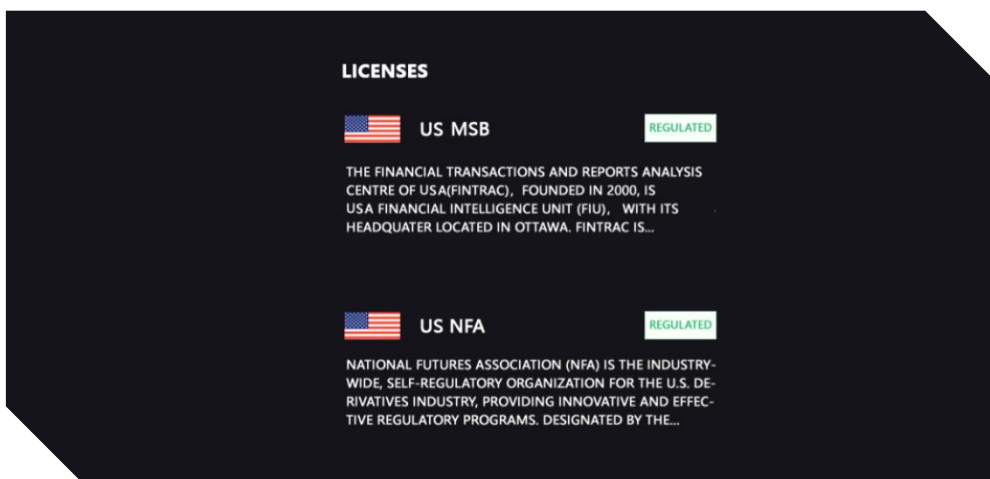 LICENSES
US MSB
REGULATED
THE FINANCIAL TRANSACTIONS AND REPORTS ANALYSIS
CENTRE OF USA(FINTRAC), FOUNDED IN 2000, IS
USA FINANCIAL INTELLIGENCE UNIT (FIU), WITH ITS
HEADQUATER LOCATED IN OTTAWA. FINTRAC IS...
US NFA
REGULATED
NATIONAL FUTURES ASSOCIATION (NFA) IS THE INDUSTRY-
WIDE, SELF-REGULATORY ORGANIZATION FOR THE U.S. DE-
RIVATIVES INDUSTRY, PROVIDING INNOVATIVE AND EFFEC-
TIVE REGULATORY PROGRAMS. DESIGNATED BY THE...